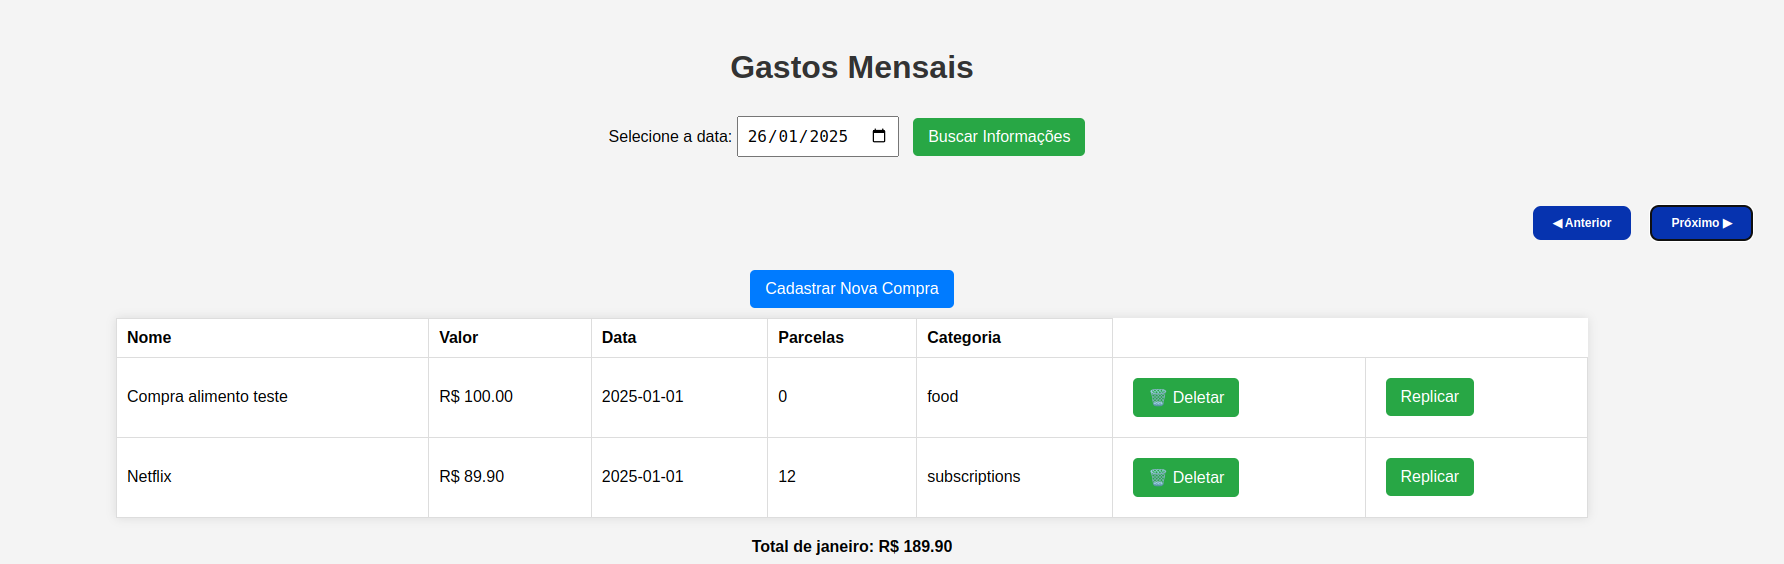 Gastos Mensais
Selecione a data: 26/01/2025 Buscar Informações
◀ Anterior Próximo ▶
Cadastrar Nova Compra
Nome Valor Data Parcelas Categoria
Compra alimento teste R$ 100.00 2025-01-01 0 food Deletar Replicar
Netflix R$ 89.90 2025-01-01 12 subscriptions Deletar Replicar
Total de janeiro: R$ 189.90